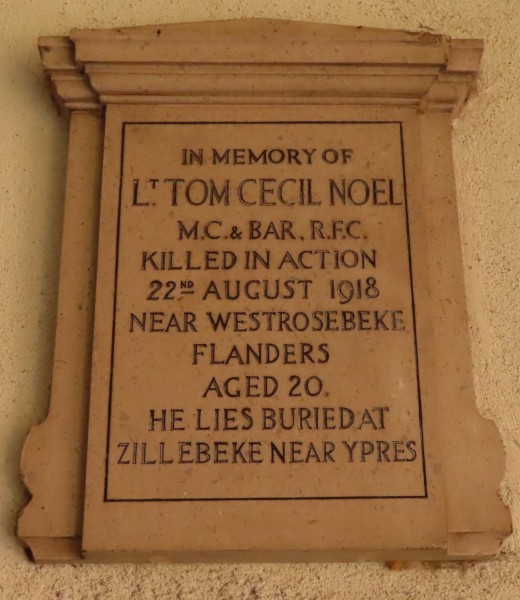 IN MEMORY OF
LT TOM CECIL NOEL
M.C. & BAR, R.F.C.
KILLED IN ACTION
22ND AUGUST 1918
NEAR WESTROSEBEKE
FLANDERS
AGED 20.
HE LIES BURIED AT
ZILLEBEKE NEAR YPRES